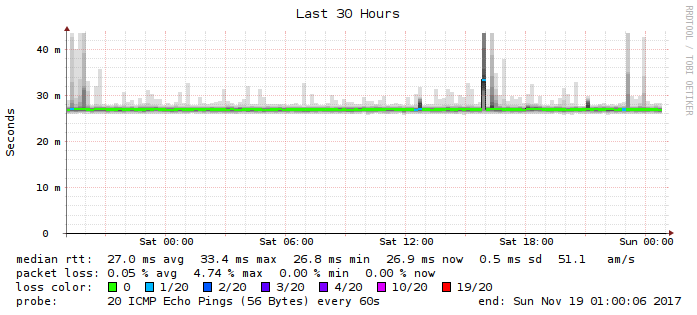 Last 30 Hours
RRDTOOL / TOBI OETIKER
Seconds
40 m
30 m
20 m
10 m
0
Sat 00:00 Sat 06:00 Sat 12:00 Sat 18:00 Sun 00:00
median rtt: 27.0 ms avg 33.4 ms max 26.8 ms min 26.9 ms now 0.5 ms sd 51.1 am/s
packet loss: 0.05 % avg 4.74 % max 0.00 % min 0.00 % now
loss color: 0 1/20 2/20 3/20 4/20 10/20 19/20
probe: 20 ICMP Echo Pings (56 Bytes) every 60s end: Sun Nov 19 01:00:06 2017